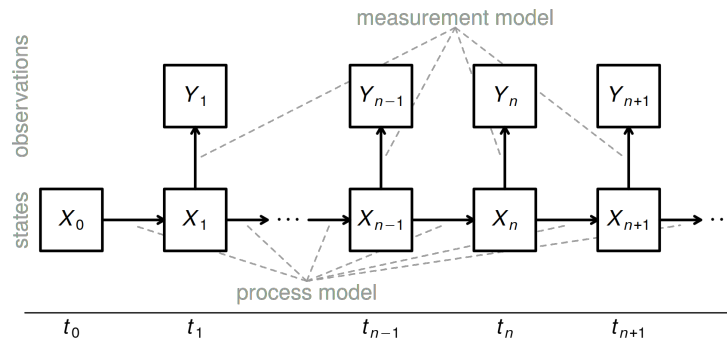 measurement model
observations
Y₁ Yₙ₋₁ Yₙ Yₙ₊₁
states
X₀ X₁ ··· Xₙ₋₁ Xₙ Xₙ₊₁ ··
process model
t₀ t₁ tₙ₋₁ tₙ tₙ₊₁